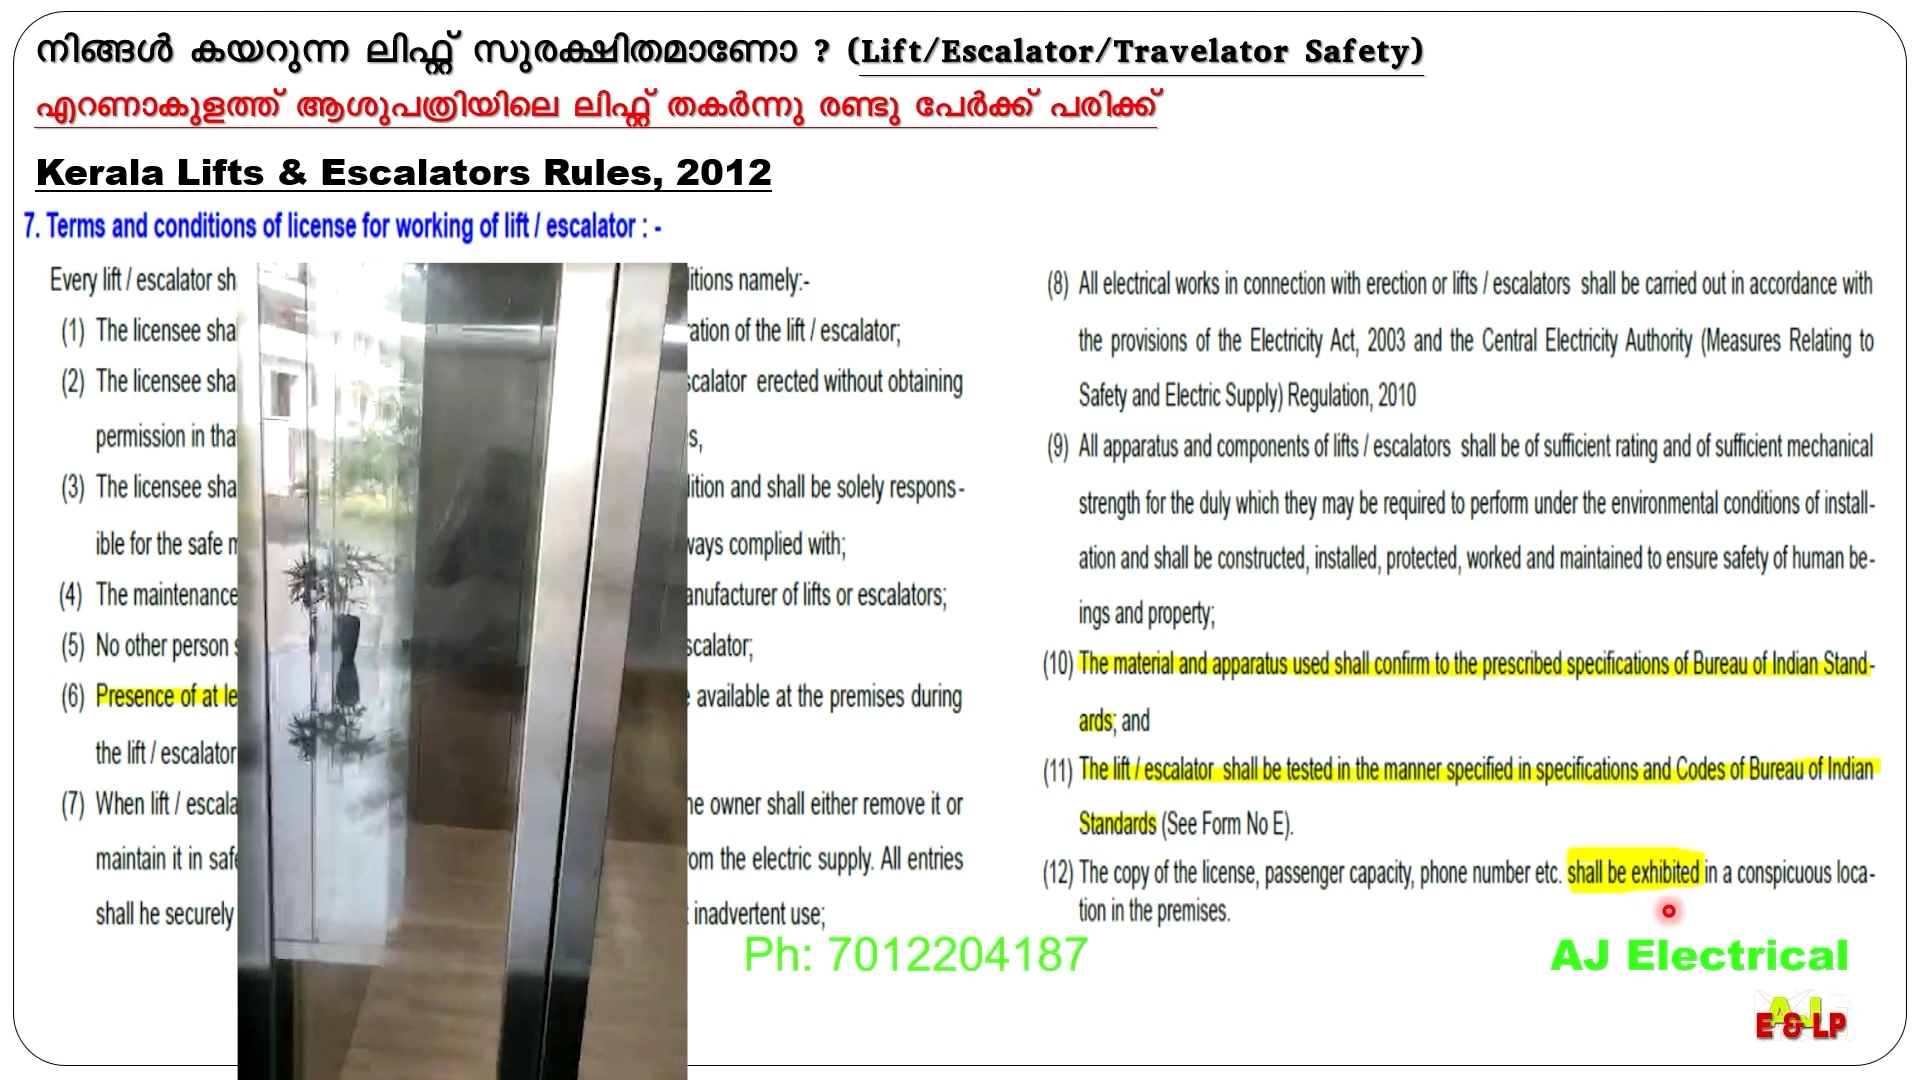 നിങ്ങൾ കയറുന്ന ലിഫ്റ്റ് സുരക്ഷിതമാണോ ? (Lift/Escalator/Travelator Safety)
എറണാകുളത്ത് ആശുപത്രിയിലെ ലിഫ്റ്റ് തകർന്നു രണ്ടു പേർക്ക് പരിക്ക്
Kerala Lifts & Escalators Rules, 2012
7. Terms and conditions of license for working of lift / escalator : -
Every lift / escalator sh itions namely:-
(1) The licensee sha ation of the lift / escalator;
(2) The licensee sha scalator erected without obtaining
permission in tha s,
(3) The licensee sha ition and shall be solely respons-
ible for the safe m ways complied with;
(4) The maintenance anufacturer of lifts or escalators;
(5) No other person s scalator;
(6) Presence of at le available at the premises during
the lift / escalator
(7) When lift / escala he owner shall either remove it or
maintain it in safe om the electric supply. All entries
shall he securely inadvertent use;
(8) All electrical works in connection with erection or lifts / escalators shall be carried out in accordance with
the provisions of the Electricity Act, 2003 and the Central Electricity Authority (Measures Relating to
Safety and Electric Supply) Regulation, 2010
(9) All apparatus and components of lifts / escalators shall be of sufficient rating and of sufficient mechanical
strength for the duly which they may be required to perform under the environmental conditions of install-
ation and shall be constructed, installed, protected, worked and maintained to ensure safety of human be-
ings and property;
(10) The material and apparatus used shall confirm to the prescribed specifications of Bureau of Indian Stand-
ards; and
(11) The lift / escalator shall be tested in the manner specified in specifications and Codes of Bureau of Indian
Standards (See Form No E).
(12) The copy of the license, passenger capacity, phone number etc. shall be exhibited in a conspicuous loca-
tion in the premises.
Ph: 7012204187
AJ Electrical
AJ
E & LP